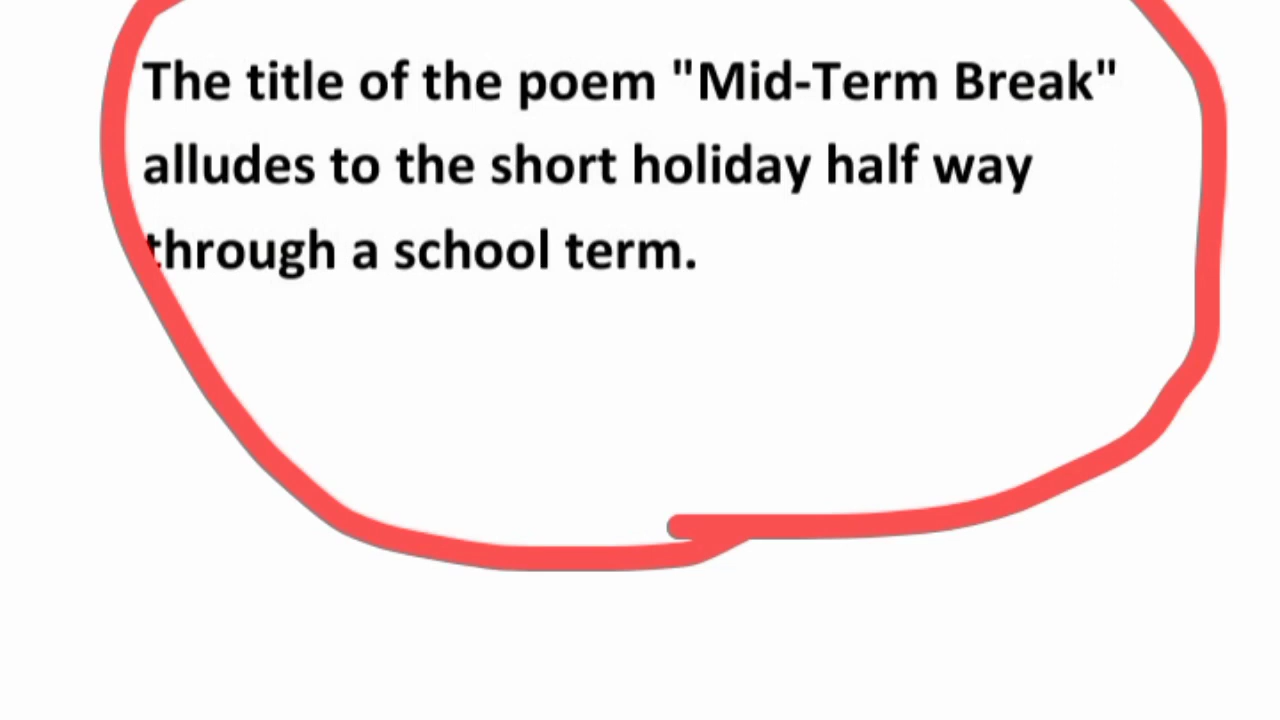 The title of the poem "Mid-Term Break"
alludes to the short holiday half way
through a school term.